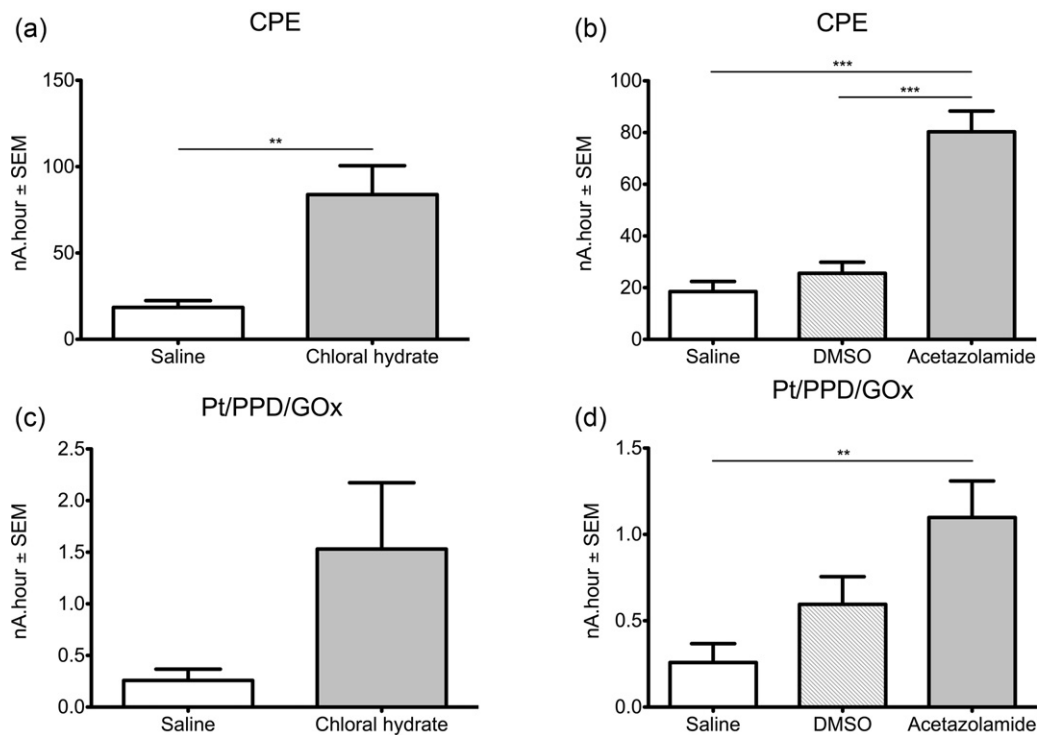 (a)
CPE
nA.hour ± SEM
150
100
50
0
**
Saline
Chloral hydrate
(b)
CPE
nA.hour ± SEM
100
80
60
40
20
0
***
***
Saline
DMSO
Acetazolamide
(c)
Pt/PPD/GOx
nA.hour ± SEM
2.5
2.0
1.5
1.0
0.5
0.0
Saline
Chloral hydrate
(d)
Pt/PPD/GOx
nA.hour ± SEM
1.5
1.0
0.5
0.0
**
Saline
DMSO
Acetazolamide